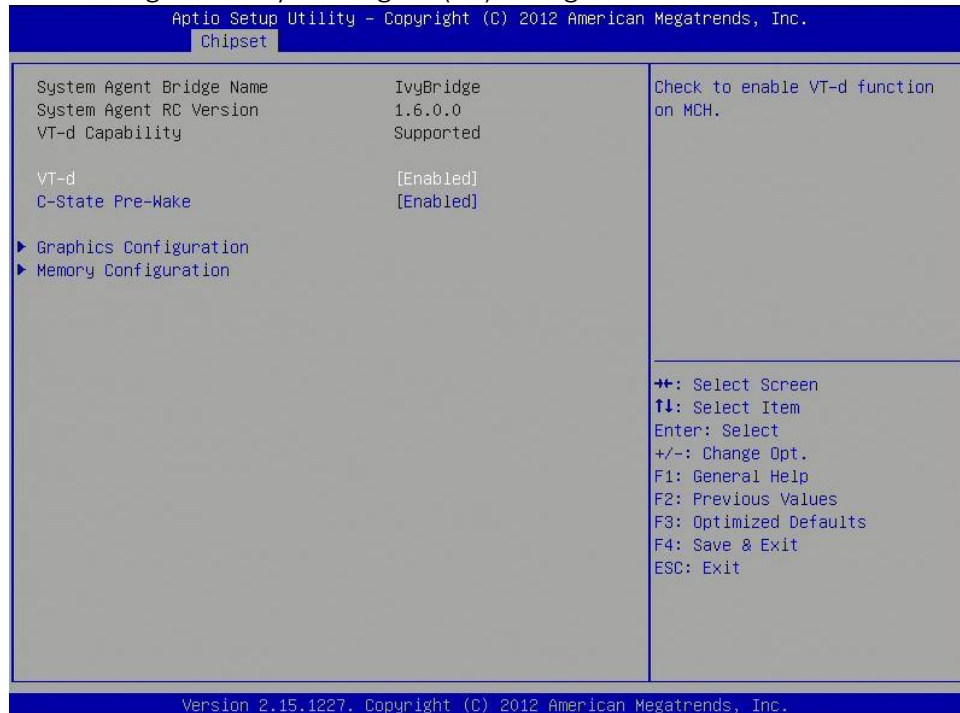 Aptio Setup Utility – Copyright (C) 2012 American Megatrends, Inc.
Chipset
System Agent Bridge Name IvyBridge
System Agent RC Version 1.6.0.0
VT-d Capability Supported
VT-d [Enabled]
C-State Pre-Wake [Enabled]
▶ Graphics Configuration
▶ Memory Configuration
Check to enable VT-d function
on MCH.
→←: Select Screen
↑↓: Select Item
Enter: Select
+/-: Change Opt.
F1: General Help
F2: Previous Values
F3: Optimized Defaults
F4: Save & Exit
ESC: Exit
Version 2.15.1227. Copyright (C) 2012 American Megatrends, Inc.